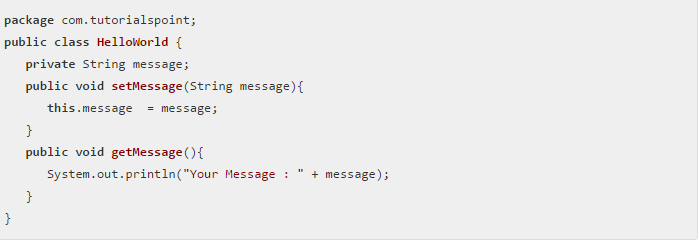 package com.tutorialspoint;
public class HelloWorld {
   private String message;
   public void setMessage(String message){
      this.message  = message;
   }
   public void getMessage(){
      System.out.println("Your Message : " + message);
   }
}